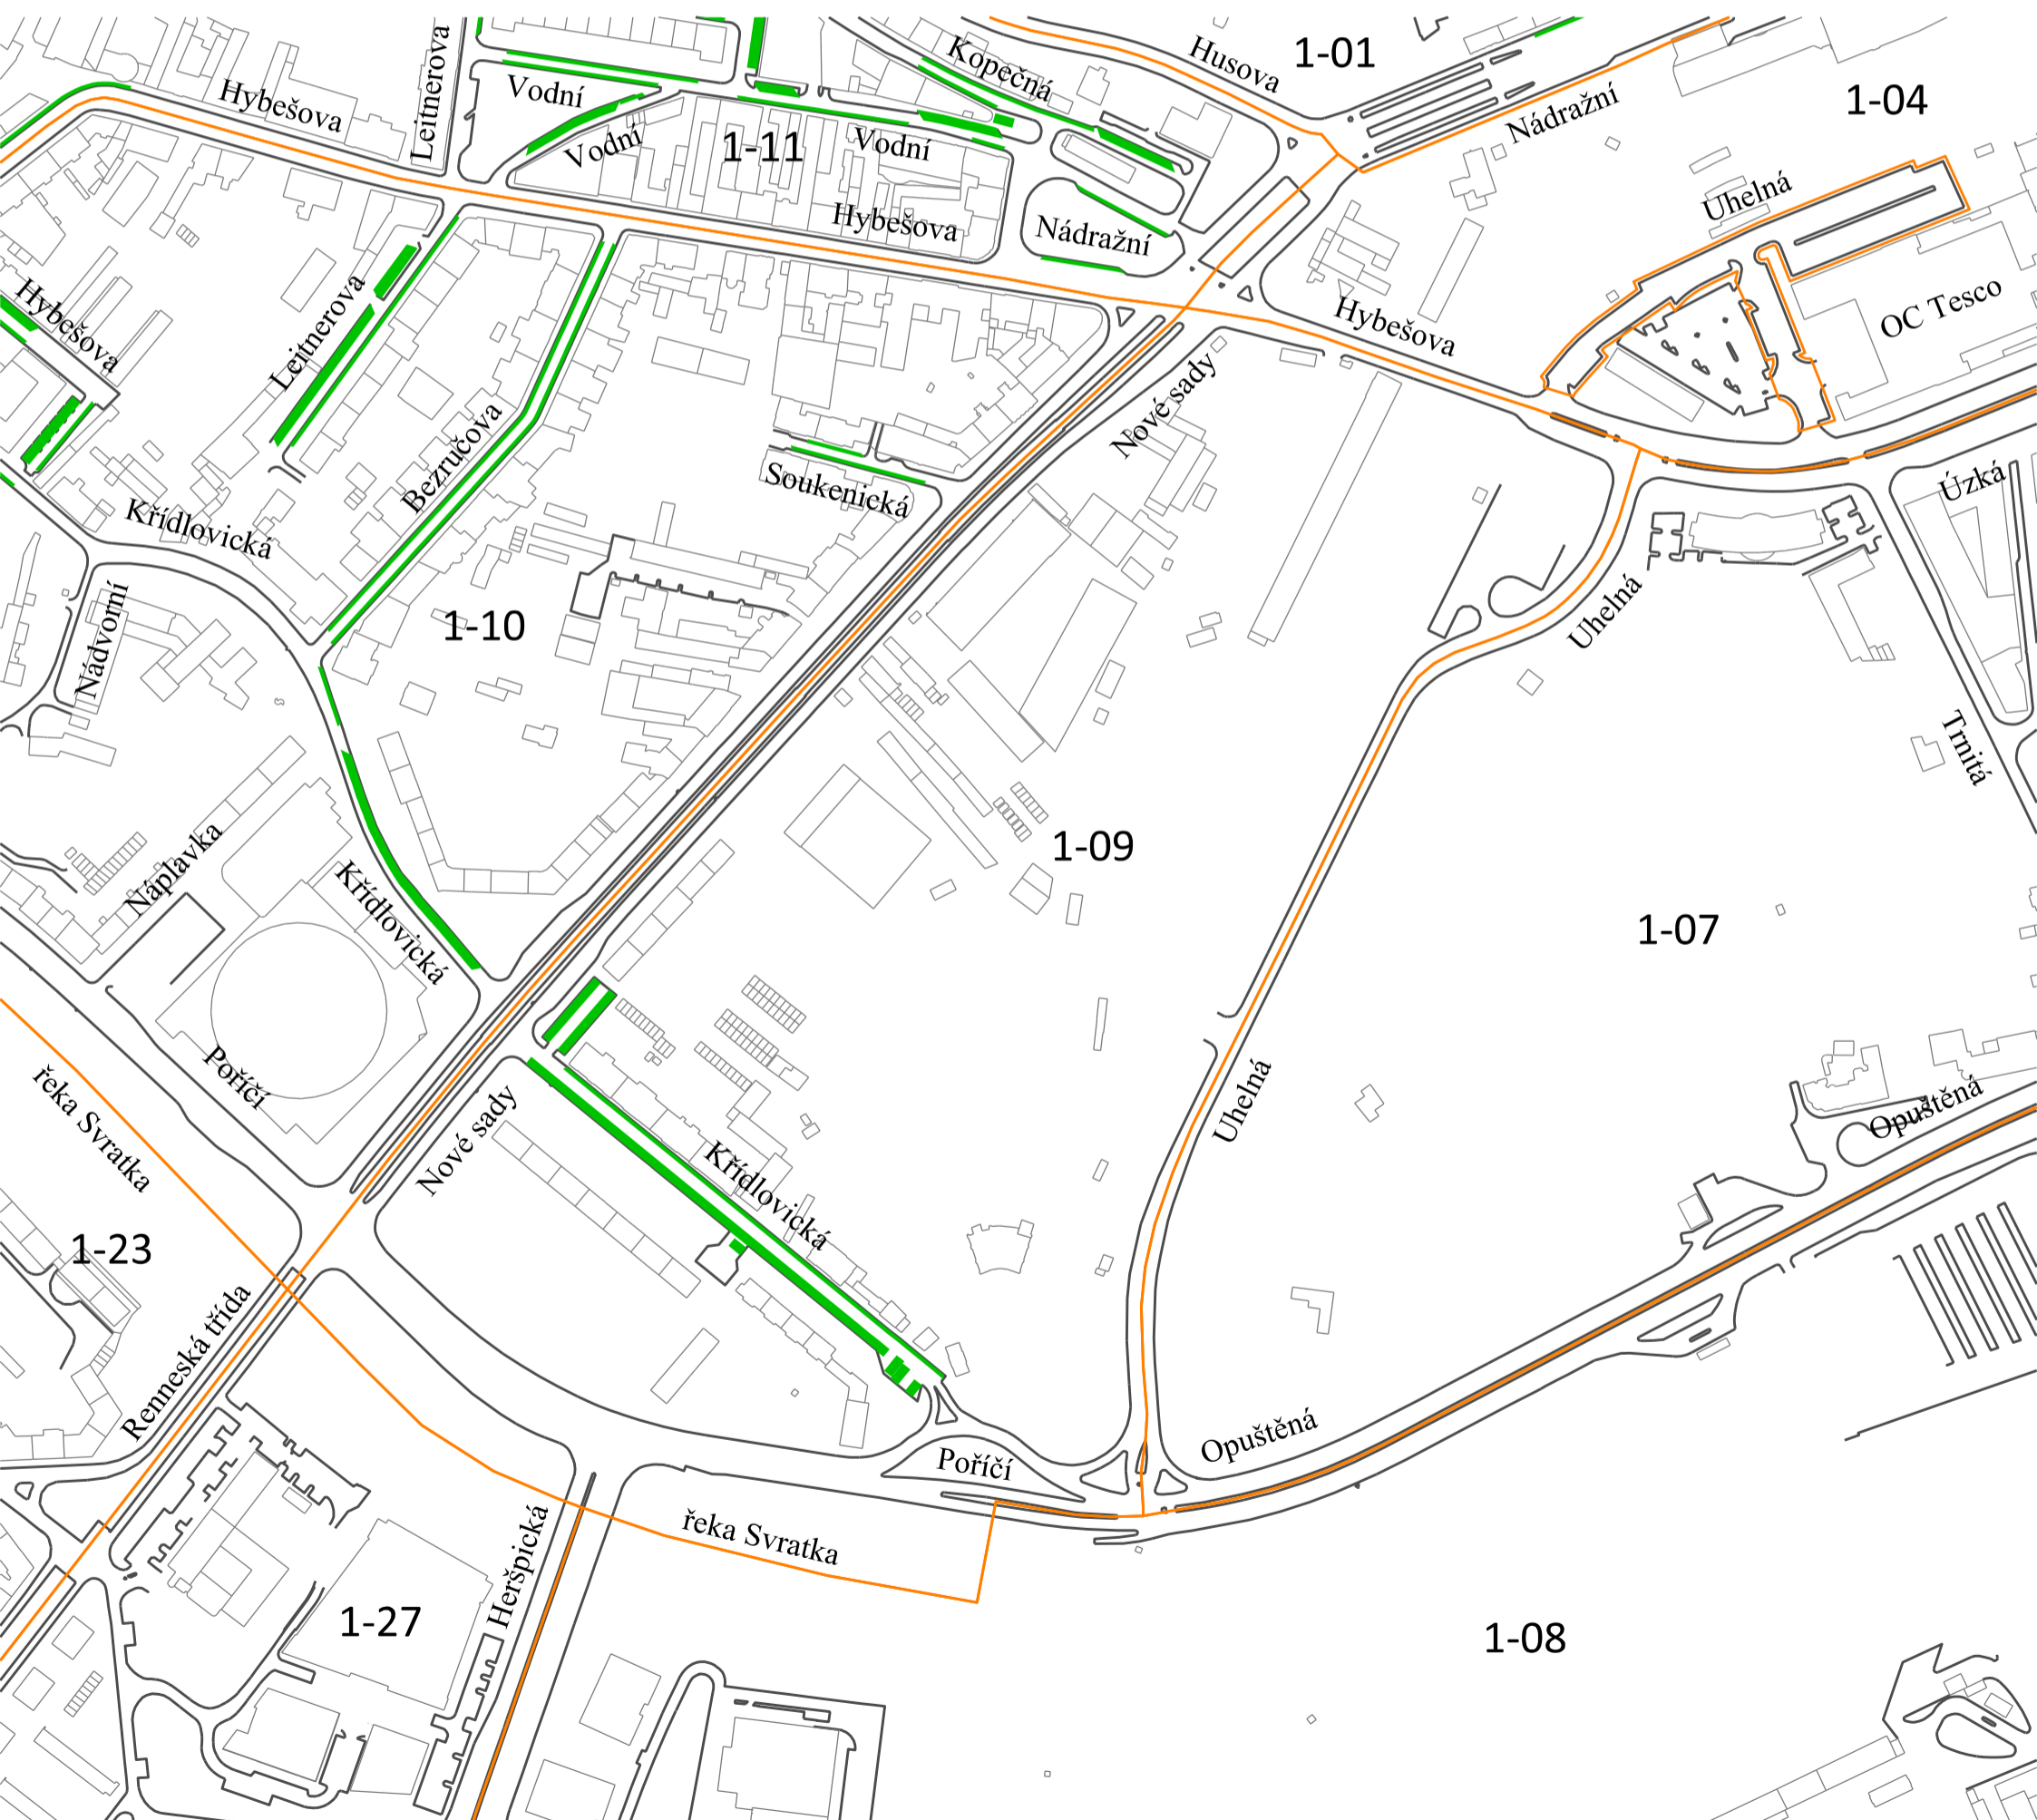 Husova
1-01
Kopečná
Leitnerova
Hybešova
Vodní
Nádražní
1-04
Vodní
1-11
Vodní
Uhelná
Hybešova
Nádražní
Hybešova
Leitnerova
Hybešova
OC Tesco
Nové sady
Bezručova
Soukenická
Úzká
Křídlovická
Nádvorní
1-10
Uhelná
Trnitá
Náplavka
1-09
Křídlovická
1-07
Poříčí
řeka Svratka
Nové sady
Uhelná
Opuštěná
Křídlovická
1-23
Renneská třída
Opuštěná
Poříčí
řeka Svratka
Heršpická
1-27
1-08